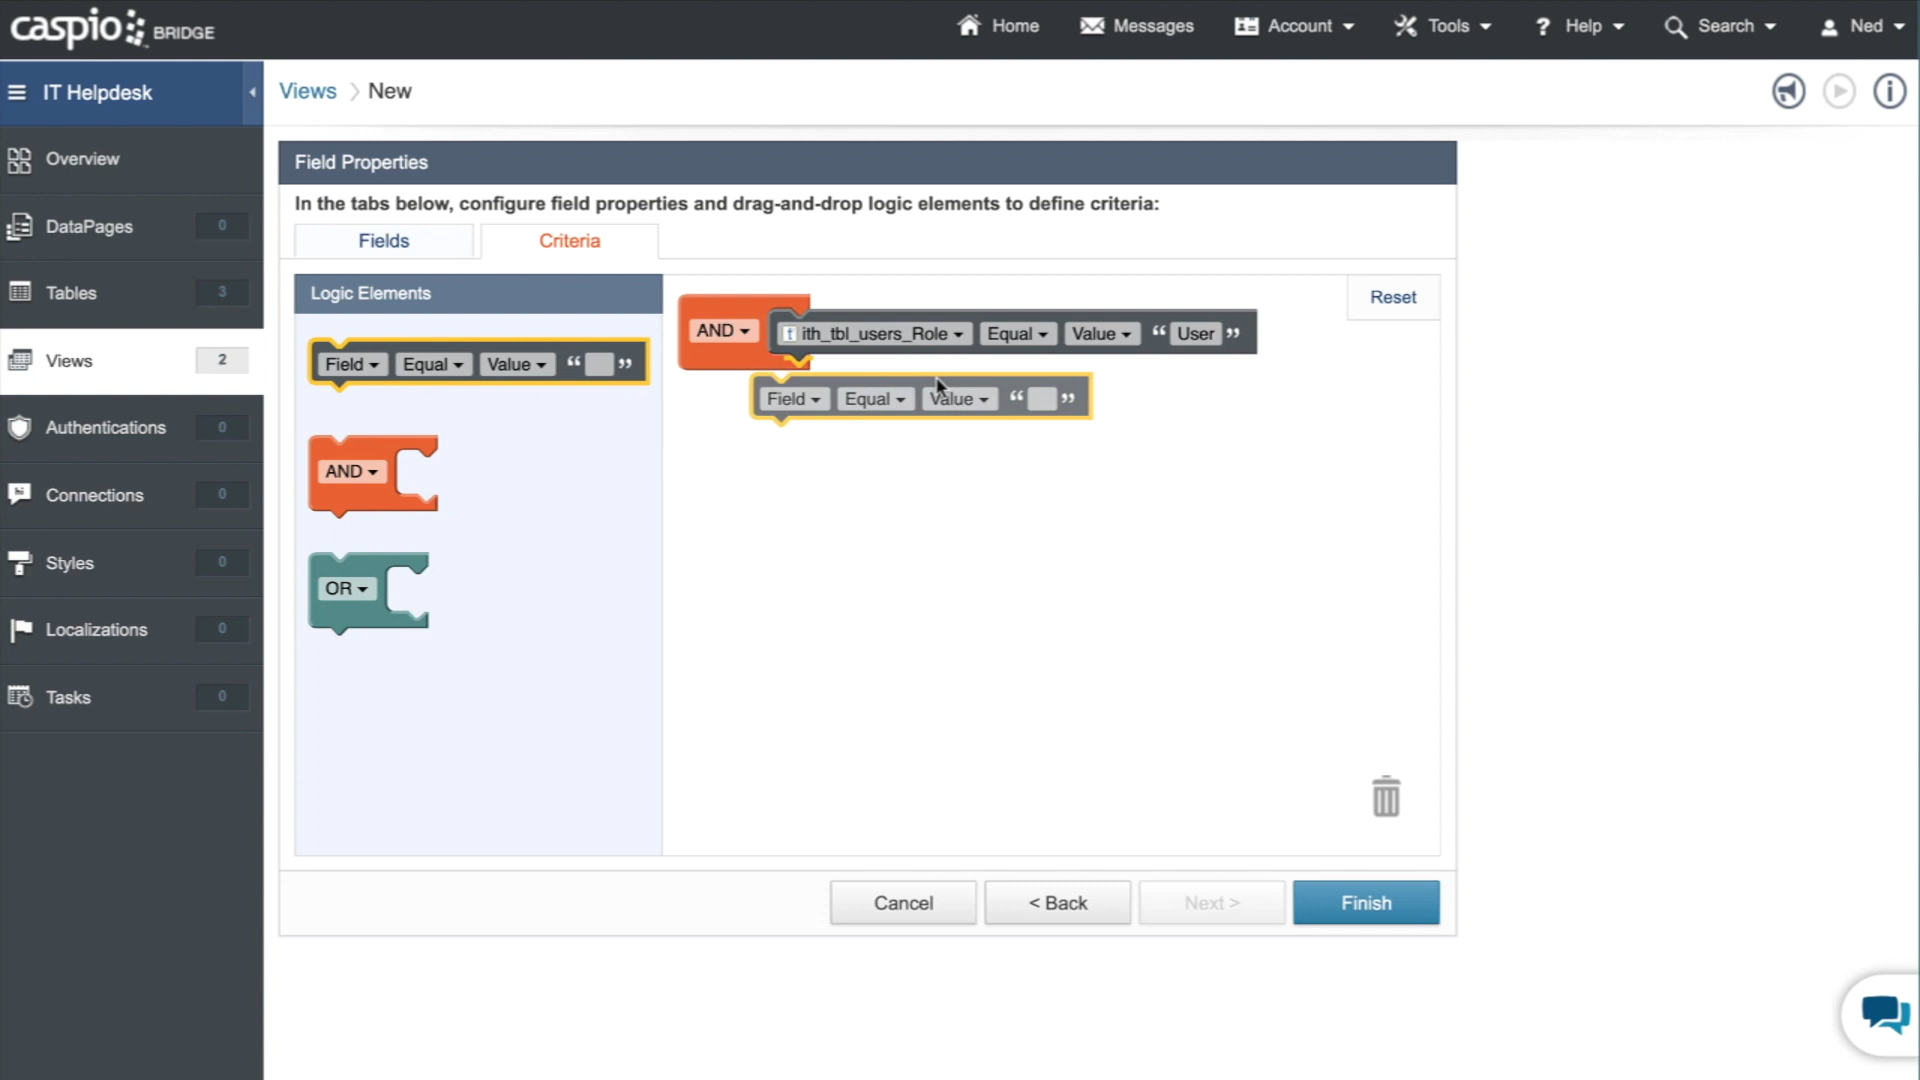 caspio BRIDGE
Home
Messages
Account
Tools
? Help
Search
Ned
IT Helpdesk
Views
New
Overview
DataPages 0
Tables 3
Views 2
Authentications 0
Connections 0
Styles 0
Localizations 0
Tasks 0
Field Properties
In the tabs below, configure field properties and drag-and-drop logic elements to define criteria:
Fields
Criteria
Logic Elements
Field Equal Value “ ”
AND
OR
AND
ith_tbl_users_Role Equal Value “ User ”
Field Equal Value “ ”
Reset
Cancel
< Back
Next >
Finish